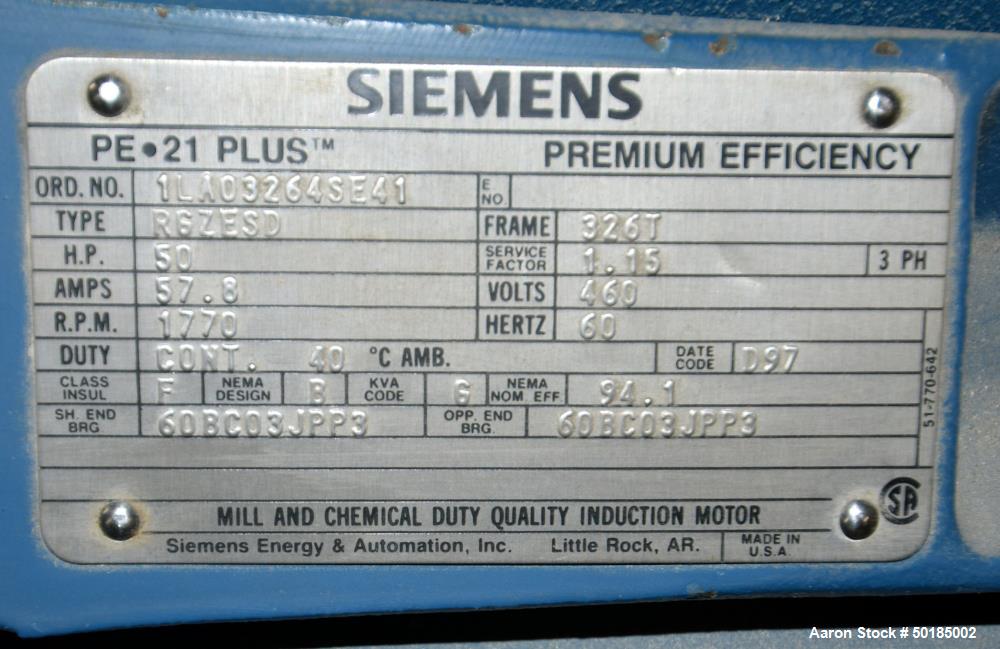 SIEMENS
PE•21 PLUS™ PREMIUM EFFICIENCY
ORD. NO. 1LA03264SE41 E NO.
TYPE RGZESD FRAME 326T
H.P. 50 SERVICE FACTOR 1.15 3 PH
AMPS 57.8 VOLTS 460
R.P.M. 1770 HERTZ 60
DUTY CONT. 40 °C AMB. DATE CODE D97
CLASS INSUL F NEMA DESIGN B KVA CODE G NEMA NOM. EFF. 94.1
SH. END BRG 60BC03JPP3 OPP. END BRG. 60BC03JPP3
51-770-642
SA
MILL AND CHEMICAL DUTY QUALITY INDUCTION MOTOR
Siemens Energy & Automation, Inc. Little Rock, AR. MADE IN U.S.A.
Aaron Stock # 50185002